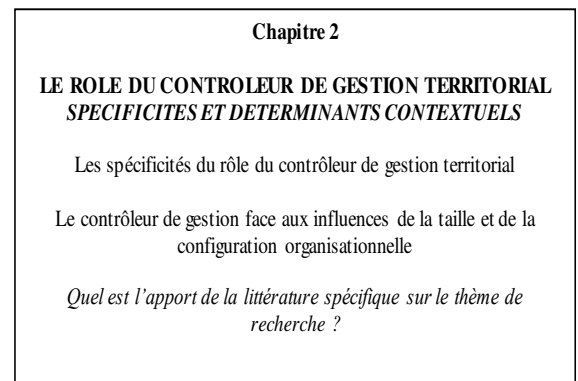 Chapitre 2
LE ROLE DU CONTROLEUR DE GESTION TERRITORIAL
SPECIFICITES ET DETERMINANTS CONTEXTUELS
Les spécificités du rôle du contrôleur de gestion territorial
Le contrôleur de gestion face aux influences de la taille et de la
configuration organisationnelle
Quel est l'apport de la littérature spécifique sur le thème de
recherche ?